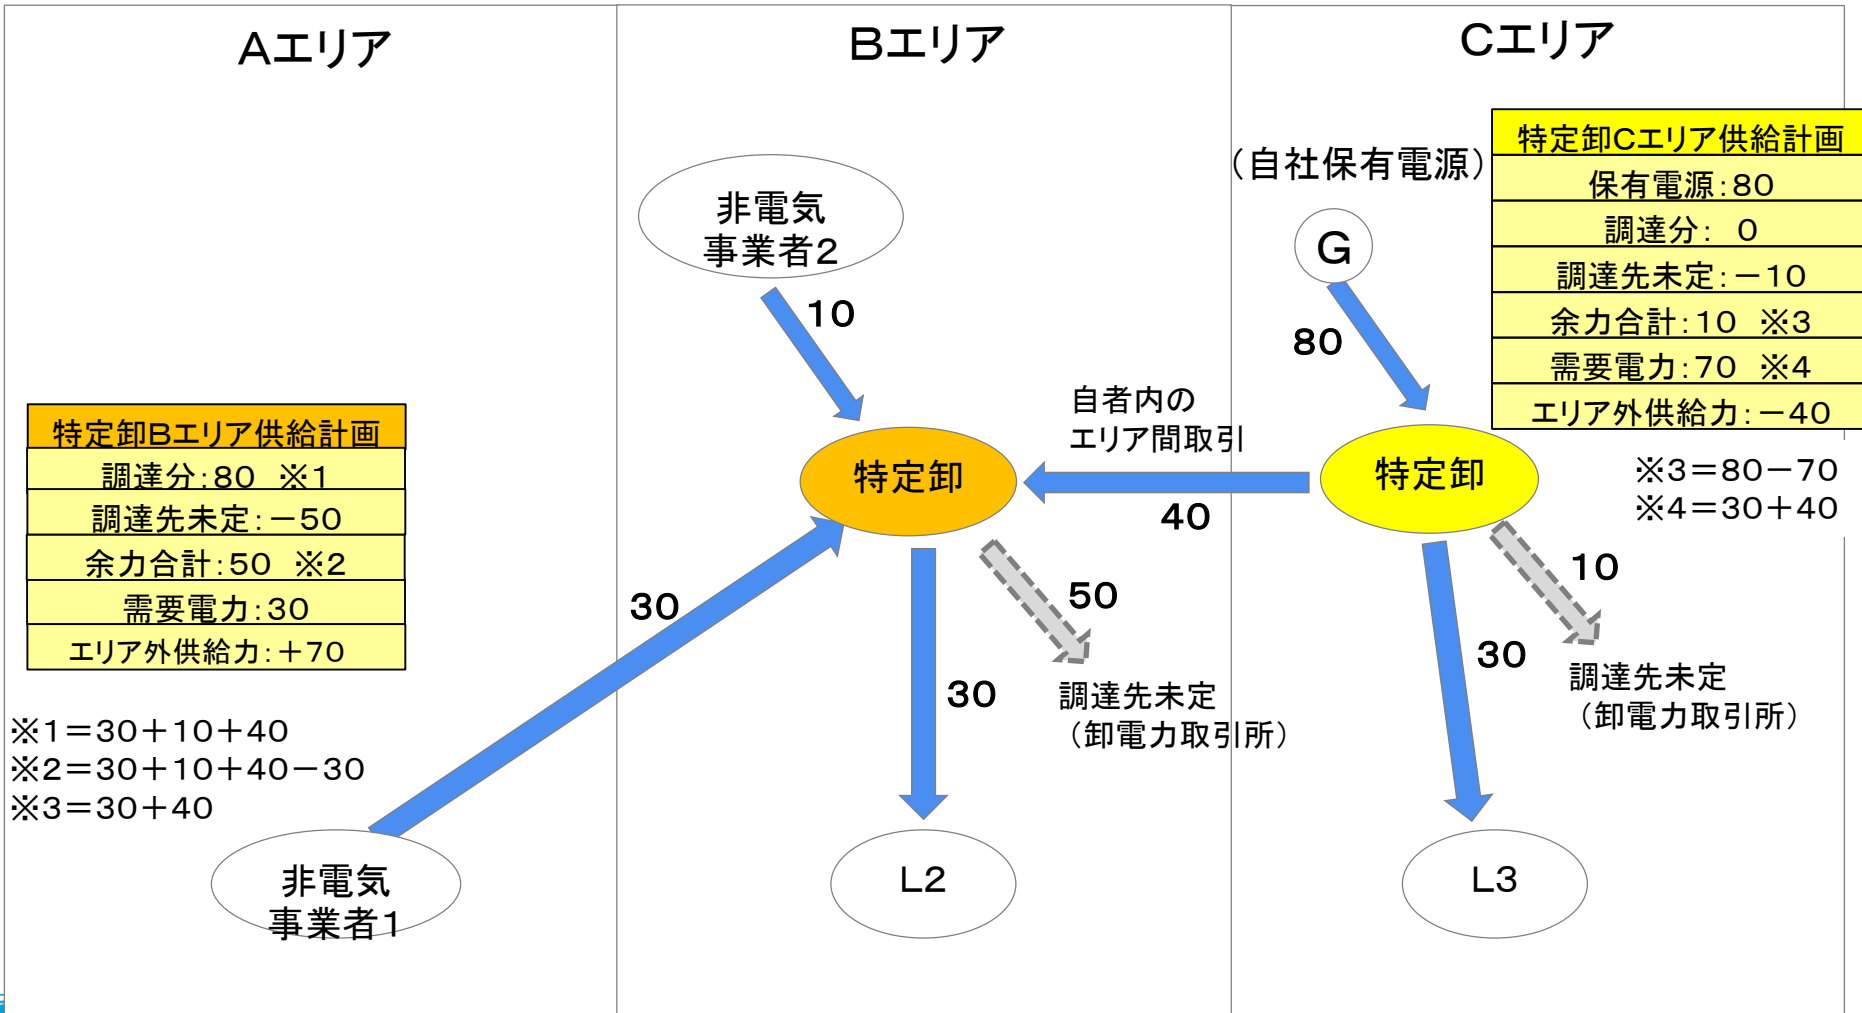 Aエリア
Bエリア
Cエリア
特定卸Cエリア供給計画
保有電源:80
調達分: 0
調達先未定:-10
余力合計:10 ※3
需要電力:70 ※4
エリア外供給力:-40
(自社保有電源)
G
80
非電気
事業者2
10
自者内の
エリア間取引
40
特定卸
特定卸
※3=80-70
※4=30+40
特定卸Bエリア供給計画
調達分:80 ※1
調達先未定:-50
余力合計:50 ※2
需要電力:30
エリア外供給力:+70
※1=30+10+40
※2=30+10+40-30
※3=30+40
30
30
50
調達先未定
(卸電力取引所)
30
10
調達先未定
(卸電力取引所)
非電気
事業者1
L2
L3